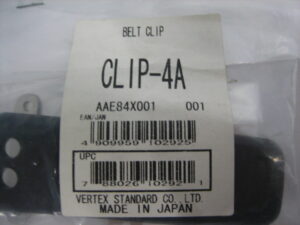 BELT CLIP
CLIP-4A
AAE84X001 001
EAN/JAN
4 909959 102925
UPC
7 88026 10292 1
VERTEX STANDARD CO., LTD.
MADE IN JAPAN